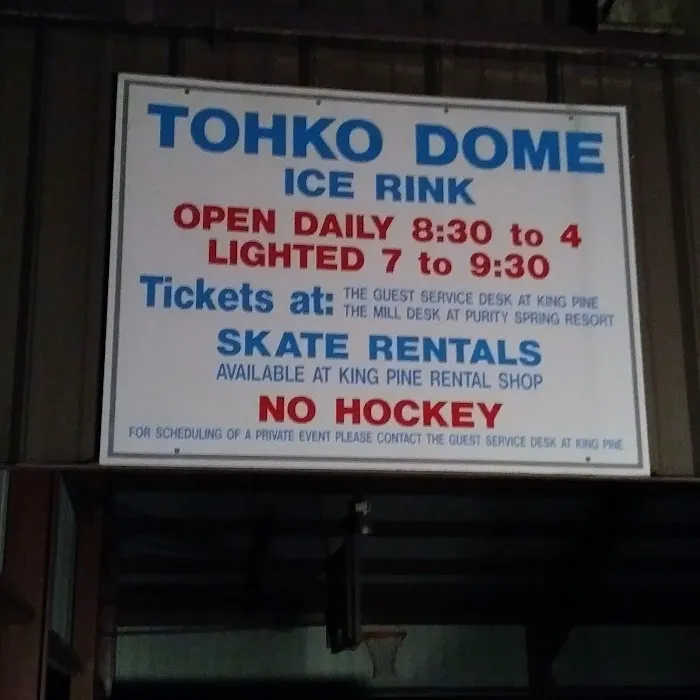 TOHKO DOME
ICE RINK
OPEN DAILY 8:30 to 4
LIGHTED 7 to 9:30
Tickets at: THE GUEST SERVICE DESK AT KING PINE
THE MILL DESK AT PURITY SPRING RESORT
SKATE RENTALS
AVAILABLE AT KING PINE RENTAL SHOP
NO HOCKEY
FOR SCHEDULING OF A PRIVATE EVENT PLEASE CONTACT THE GUEST SERVICE DESK AT KING PINE